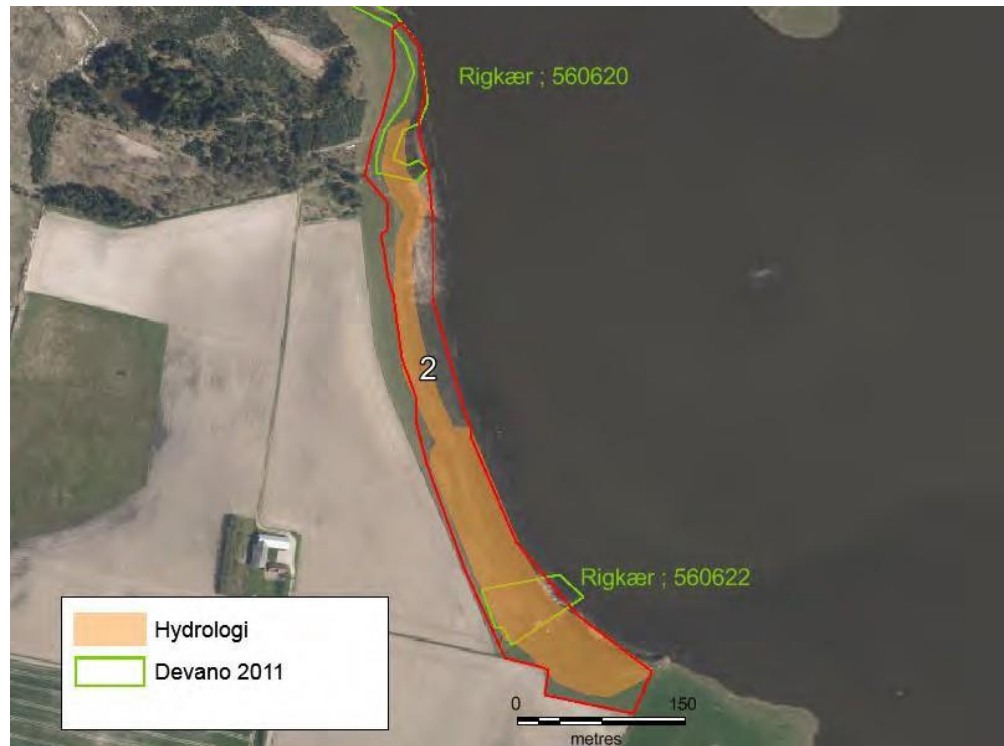 Rigkær ; 560620
2
Rigkær ; 560622
Hydrologi
Devano 2011
0 150
metres